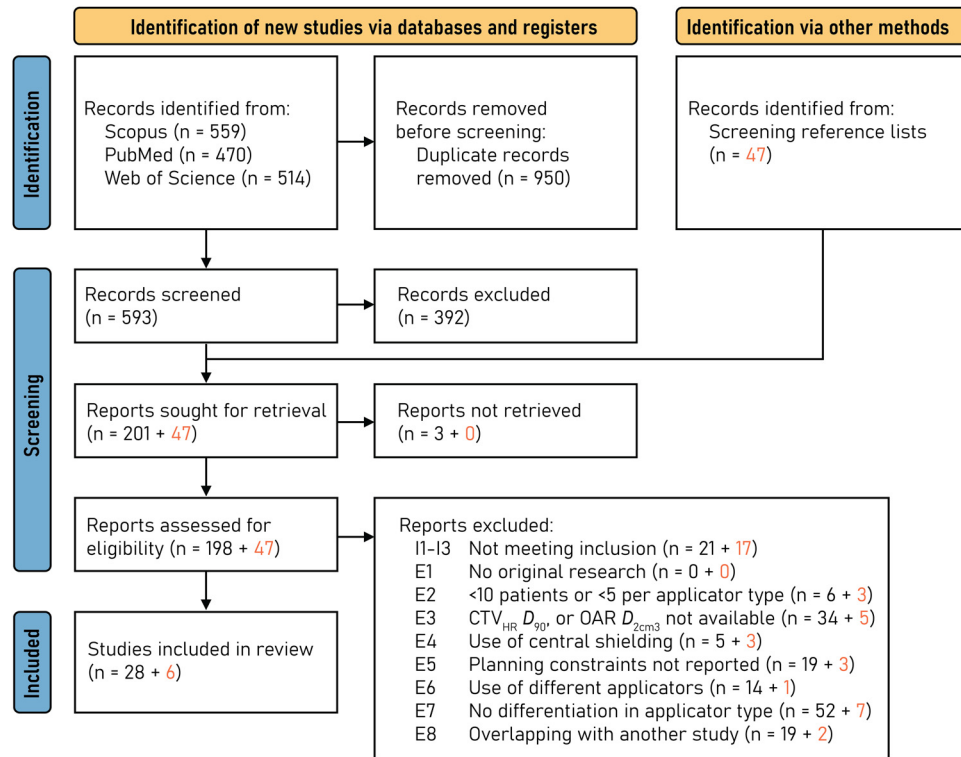 Identification of new studies via databases and registers
Identification via other methods
Identification
Records identified from:
Scopus (n = 559)
PubMed (n = 470)
Web of Science (n = 514)
Records removed
before screening:
Duplicate records
removed (n = 950)
Records identified from:
Screening reference lists
(n = 47)
Screening
Records screened
(n = 593)
Records excluded
(n = 392)
Reports sought for retrieval
(n = 201 + 47)
Reports not retrieved
(n = 3 + 0)
Reports assessed for
eligibility (n = 198 + 47)
Reports excluded:
I1-I3 Not meeting inclusion (n = 21 + 17)
E1 No original research (n = 0 + 0)
E2 <10 patients or <5 per applicator type (n = 6 + 3)
E3 CTVHR D90, or OAR D2cm3 not available (n = 34 + 5)
E4 Use of central shielding (n = 5 + 3)
E5 Planning constraints not reported (n = 19 + 3)
E6 Use of different applicators (n = 14 + 1)
E7 No differentiation in applicator type (n = 52 + 7)
E8 Overlapping with another study (n = 19 + 2)
Included
Studies included in review
(n = 28 + 6)